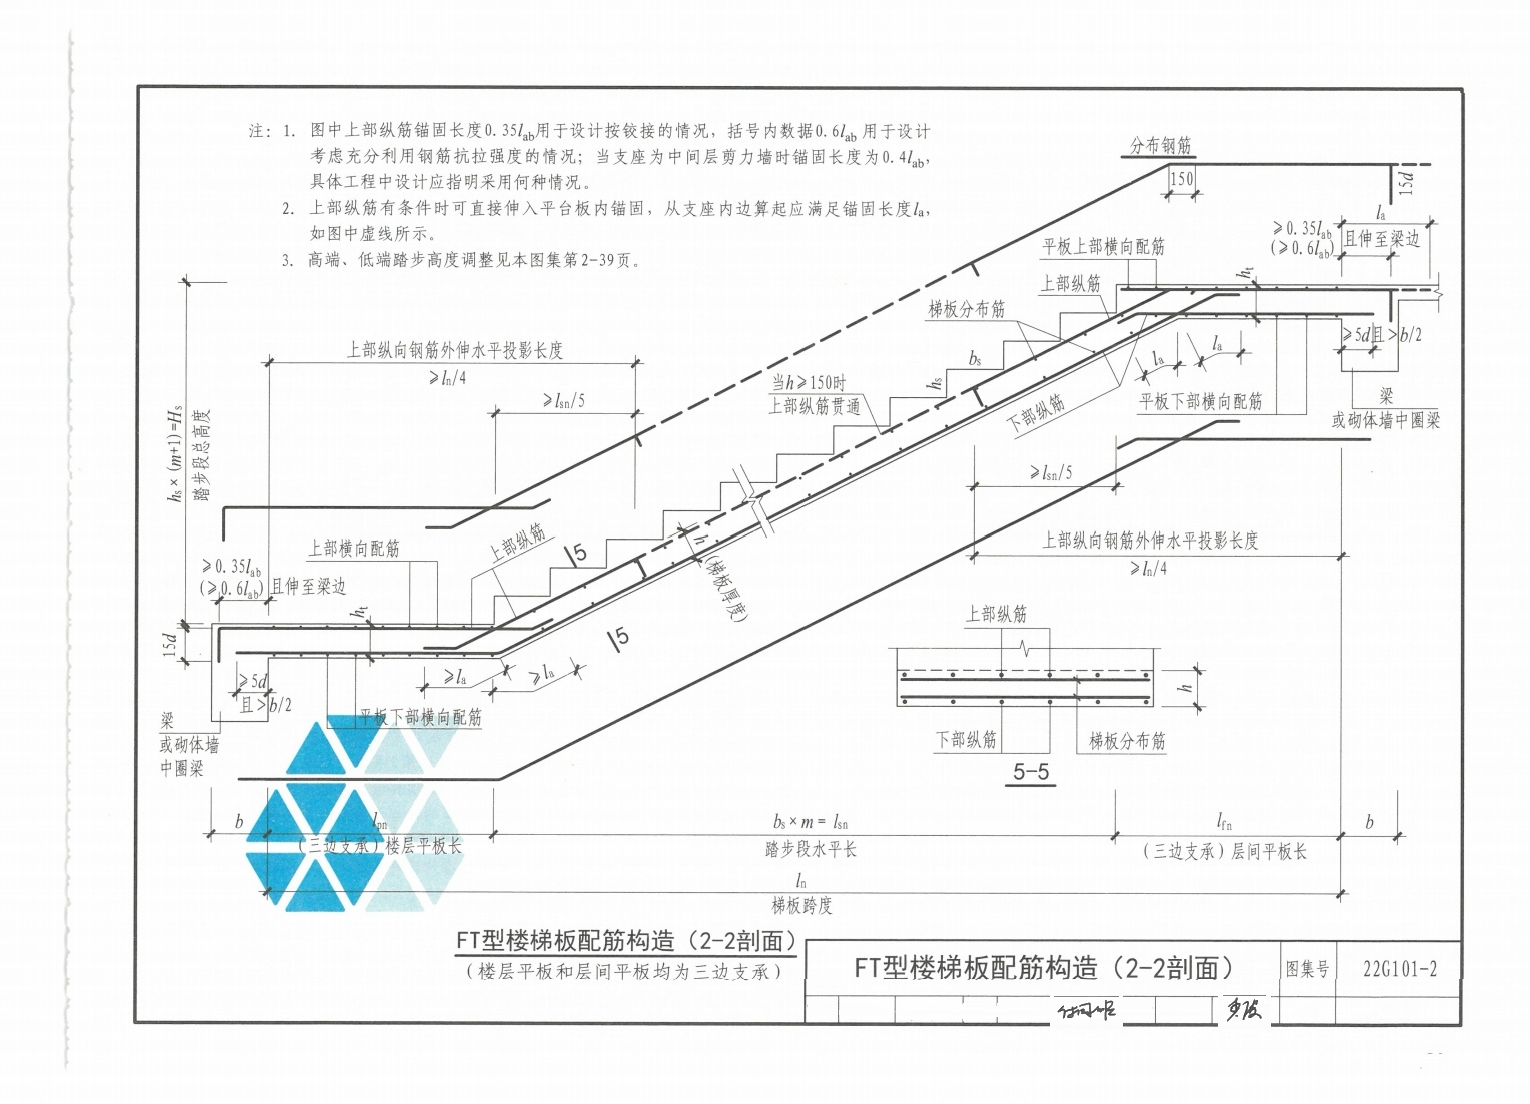 注: 1. 图中上部纵筋锚固长度0.35lab用于设计按铰接的情况，括号内数据0.6lab 用于设计
考虑充分利用钢筋抗拉强度的情况；当支座为中间层剪力墙时锚固长度为0.4lab，
具体工程中设计应指明采用何种情况。
2. 上部纵筋有条件时可直接伸入平台板内锚固，从支座内边算起应满足锚固长度la，
如图中虚线所示。
3. 高端、低端踏步高度调整见本图集第2-39页。
分布钢筋
150
15d
la
≥0.35lab
(≥0.6lab)
且伸至梁边
平板上部横向配筋
上部纵筋
梯板分布筋
ht
≥5d且>b/2
梁
或砌体墙中圈梁
la
la
平板下部横向配筋
下部纵筋
bs
hs
当h≥150时
上部纵筋贯通
上部纵向钢筋外伸水平投影长度
≥ln/4
≥lsn/5
hs×(m+1)=Hs
踏步段总高度
≥lsn/5
上部纵向钢筋外伸水平投影长度
≥ln/4
上部横向配筋
上部纵筋
5
5
h
(梯板厚度)
≥0.35lab
(≥0.6lab)
且伸至梁边
ht
15d
≥5d
且>b/2
≥la
≥la
梁
或砌体墙
中圈梁
平板下部横向配筋
上部纵筋
h
下部纵筋
梯板分布筋
5-5
b
lpn
(三边支承)楼层平板长
bs×m= lsn
踏步段水平长
lfn
(三边支承)层间平板长
b
ln
梯板跨度
FT型楼梯板配筋构造(2-2剖面)
(楼层平板和层间平板均为三边支承)
FT型楼梯板配筋构造(2-2剖面)
图集号
22G101-2